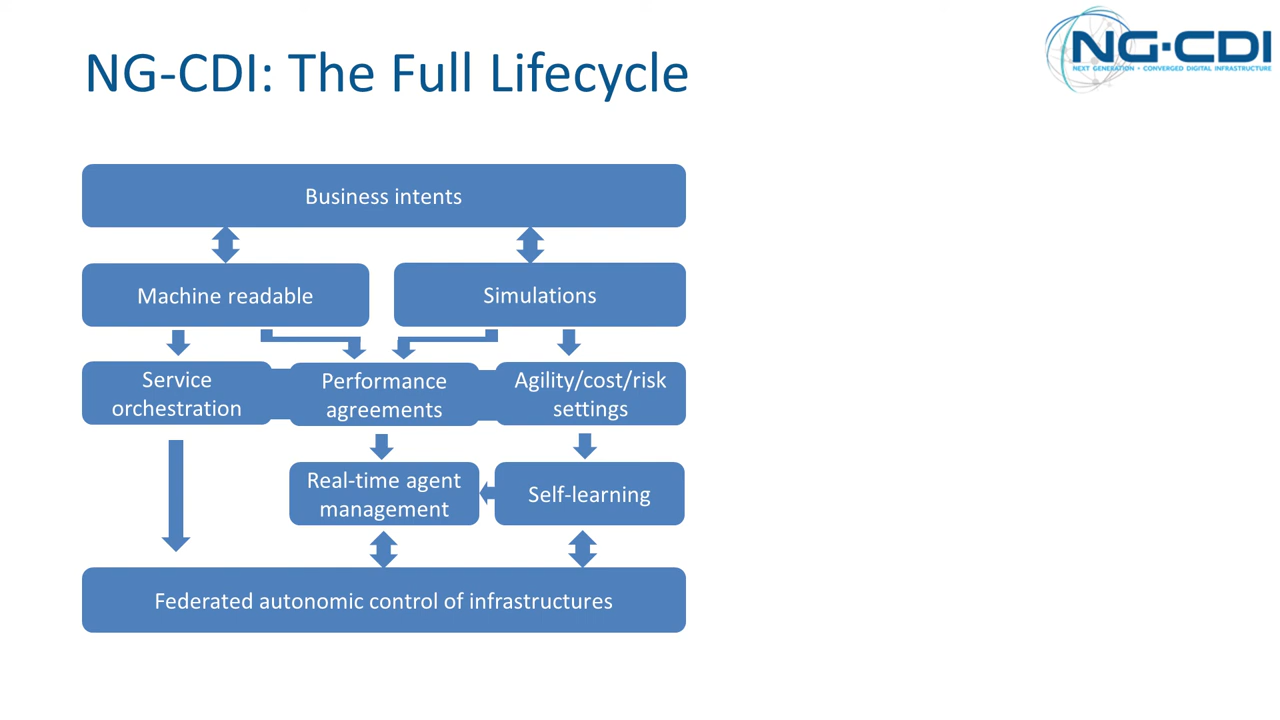 NG-CDI: The Full Lifecycle
NG-CDI
NEXT GENERATION • CONVERGED DIGITAL INFRASTRUCTURE
Business intents
Machine readable
Simulations
Service
orchestration
Performance
agreements
Agility/cost/risk
settings
Real-time agent
management
Self-learning
Federated autonomic control of infrastructures